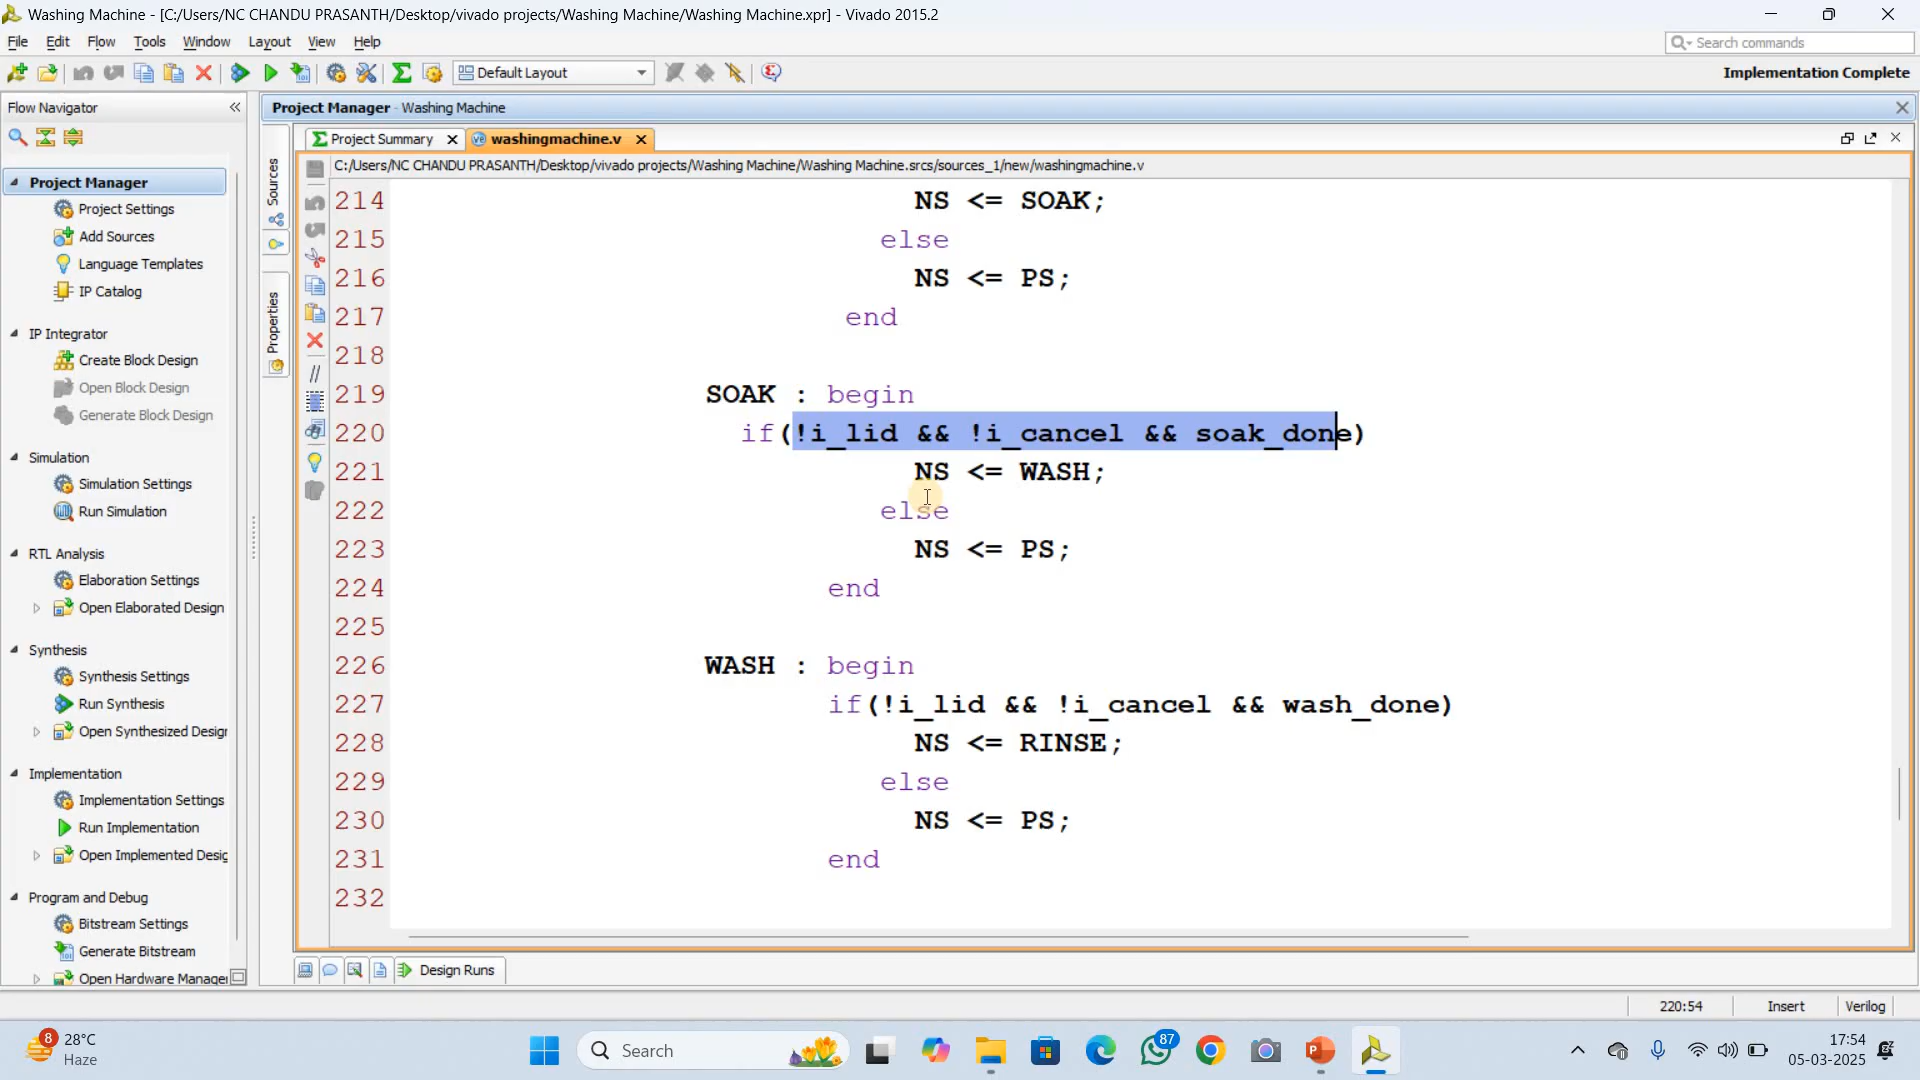 Washing Machine - [C:/Users/NC CHANDU PRASANTH/Desktop/vivado projects/Washing Machine/Washing Machine.xpr] - Vivado 2015.2
File Edit Flow Tools Window Layout View Help
Search commands
Default Layout
Implementation Complete
Flow Navigator
Project Manager
Project Settings
Add Sources
Language Templates
IP Catalog
IP Integrator
Create Block Design
Open Block Design
Generate Block Design
Simulation
Simulation Settings
Run Simulation
RTL Analysis
Elaboration Settings
Open Elaborated Design
Synthesis
Synthesis Settings
Run Synthesis
Open Synthesized Design
Implementation
Implementation Settings
Run Implementation
Open Implemented Desig
Program and Debug
Bitstream Settings
Generate Bitstream
Open Hardware Manager
Project Manager - Washing Machine
Sources
Properties
Project Summary
washingmachine.v
C:/Users/NC CHANDU PRASANTH/Desktop/vivado projects/Washing Machine/Washing Machine.srcs/sources_1/new/washingmachine.v
214 NS <= SOAK;
215 else
216 NS <= PS;
217 end
218
219 SOAK : begin
220 if(!i_lid && !i_cancel && soak_done)
221 NS <= WASH;
222 else
223 NS <= PS;
224 end
225
226 WASH : begin
227 if(!i_lid && !i_cancel && wash_done)
228 NS <= RINSE;
229 else
230 NS <= PS;
231 end
232
Design Runs
220:54 Insert Verilog
8
28°C
Haze
Search
87
17:54
05-03-2025